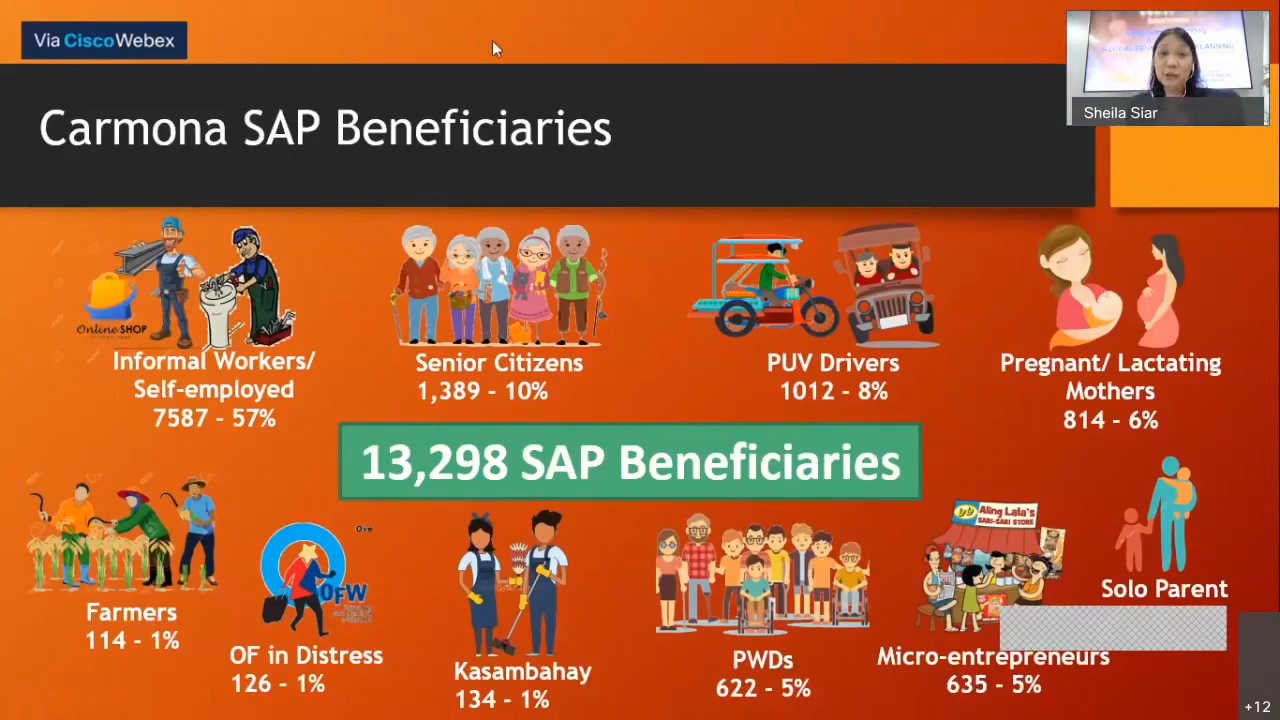 Via CiscoWebex
Carmona SAP Beneficiaries
Sheila Siar
Online SHOP
Informal Workers/
Self-employed
7587 - 57%
Senior Citizens
1,389 - 10%
PUV Drivers
1012 - 8%
Pregnant/ Lactating
Mothers
814 - 6%
13,298 SAP Beneficiaries
Farmers
114 - 1%
OFW
OF in Distress
126 - 1%
Kasambahay
134 - 1%
PWDs
622 - 5%
Aling Lala's
SARI-SARI STORE
Micro-entrepreneurs
635 - 5%
Solo Parent
+12